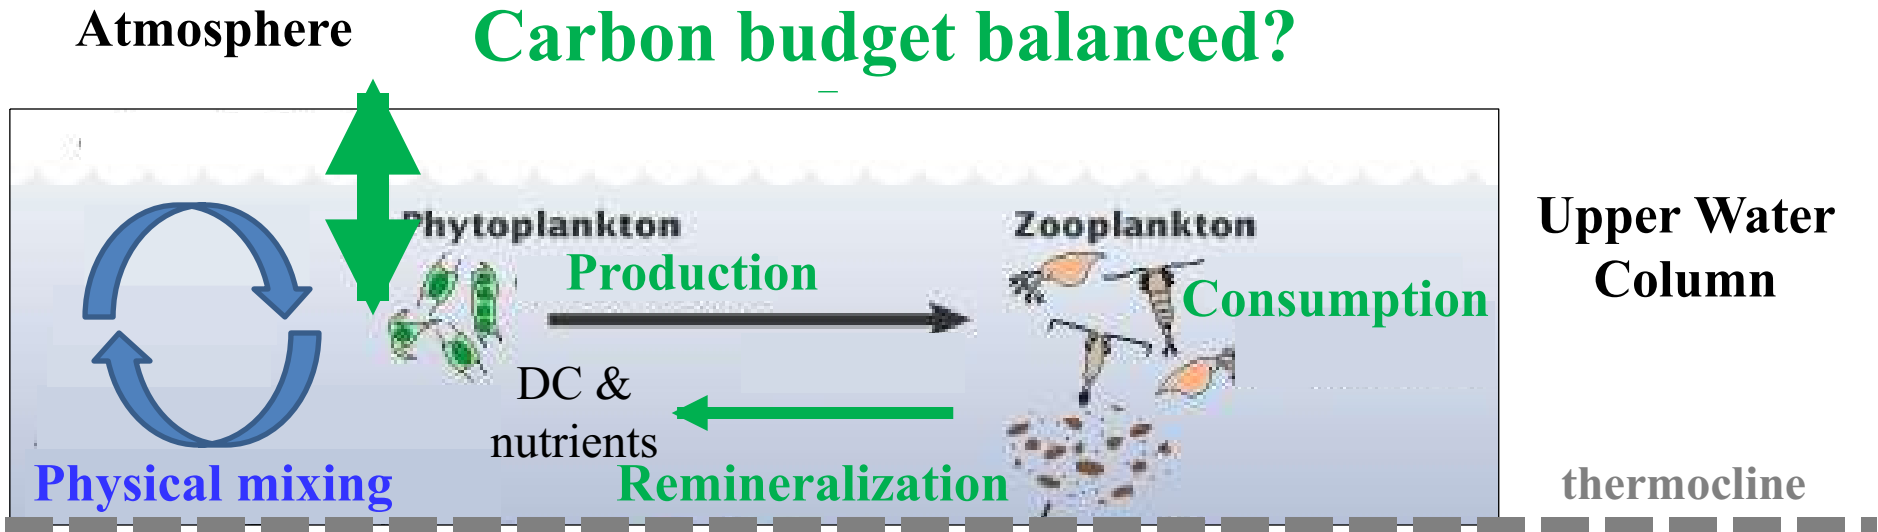 Atmosphere
Carbon budget balanced?
Phytoplankton
Zooplankton
Production
Consumption
Upper Water
Column
DC &
nutrients
Physical mixing
Remineralization
thermocline